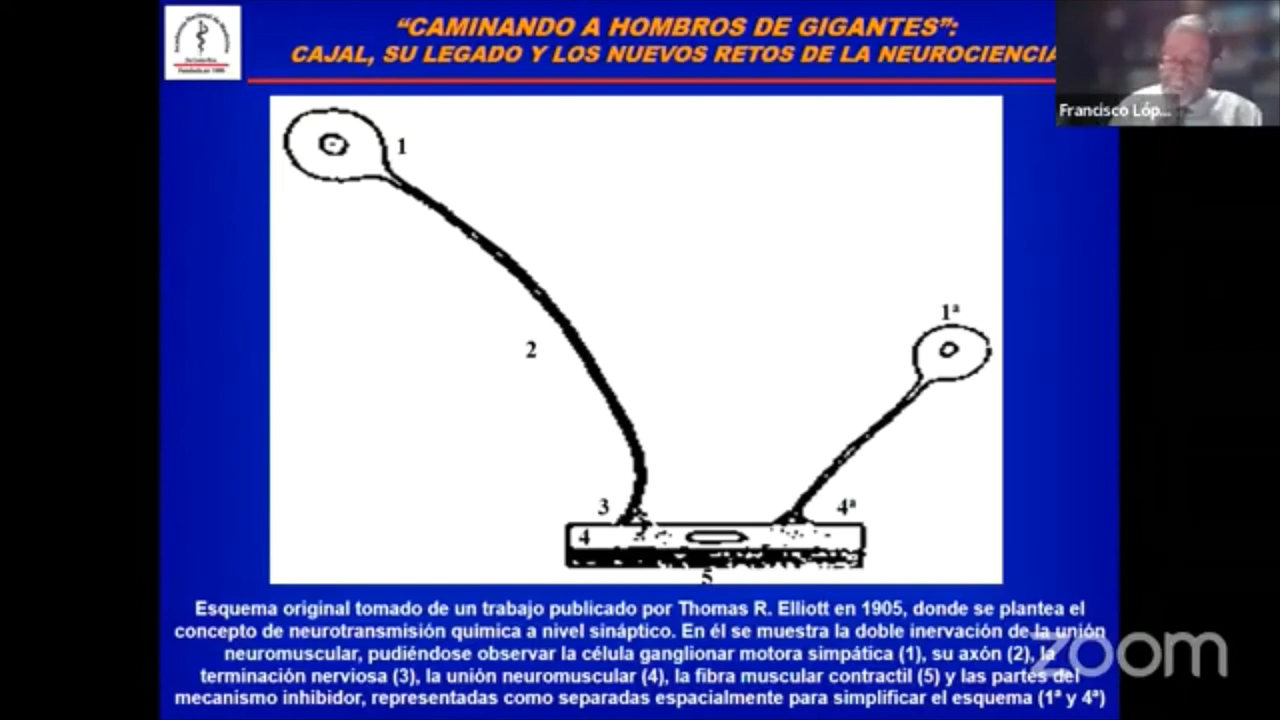 “CAMINANDO A HOMBROS DE GIGANTES”:
CAJAL, SU LEGADO Y LOS NUEVOS RETOS DE LA NEUROCIENCIA
Francisco Lóp...
1
1ª
2
3
4ª
4
5
Esquema original tomado de un trabajo publicado por Thomas R. Elliott en 1905, donde se plantea el
concepto de neurotransmisión química a nivel sináptico. En él se muestra la doble inervación de la unión
neuromuscular, pudiéndose observar la célula ganglionar motora simpática (1), su axón (2), la
terminación nerviosa (3), la unión neuromuscular (4), la fibra muscular contractil (5) y las partes del
mecanismo inhibidor, representadas como separadas espacialmente para simplificar el esquema (1ª y 4ª)
zoom